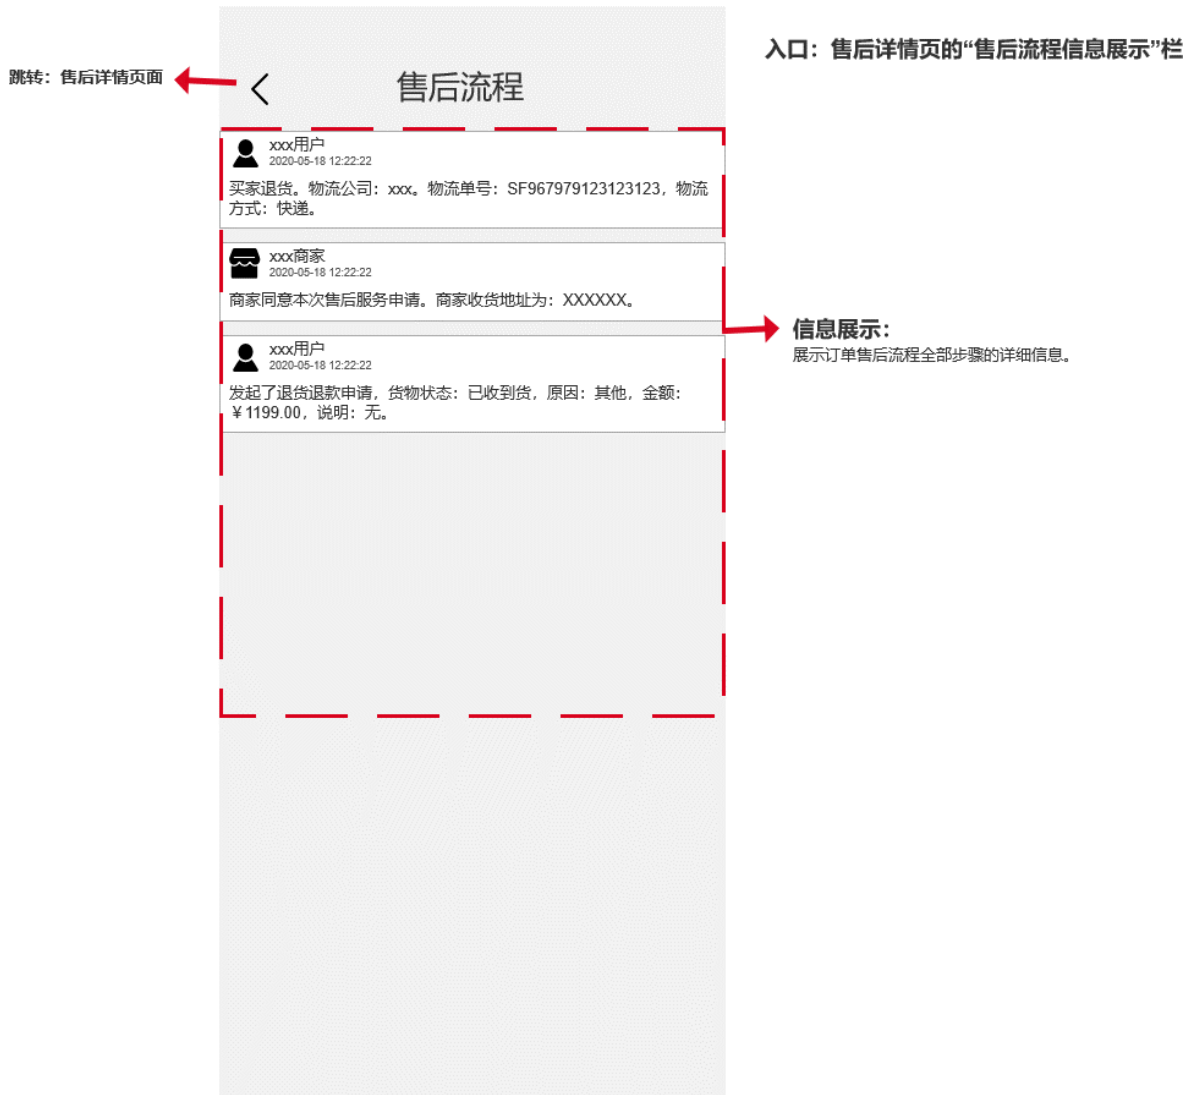 入口：售后详情页的“售后流程信息展示”栏
跳转：售后详情页面
售后流程
xxx用户
2020-05-18 12:22:22
买家退货。物流公司：xxx。物流单号：SF967979123123123，物流
方式：快递。
xxx商家
2020-05-18 12:22:22
商家同意本次售后服务申请。商家收货地址为：XXXXXX。
信息展示：
展示订单售后流程全部步骤的详细信息。
xxx用户
2020-05-18 12:22:22
发起了退货退款申请，货物状态：已收到货，原因：其他，金额：
￥1199.00，说明：无。